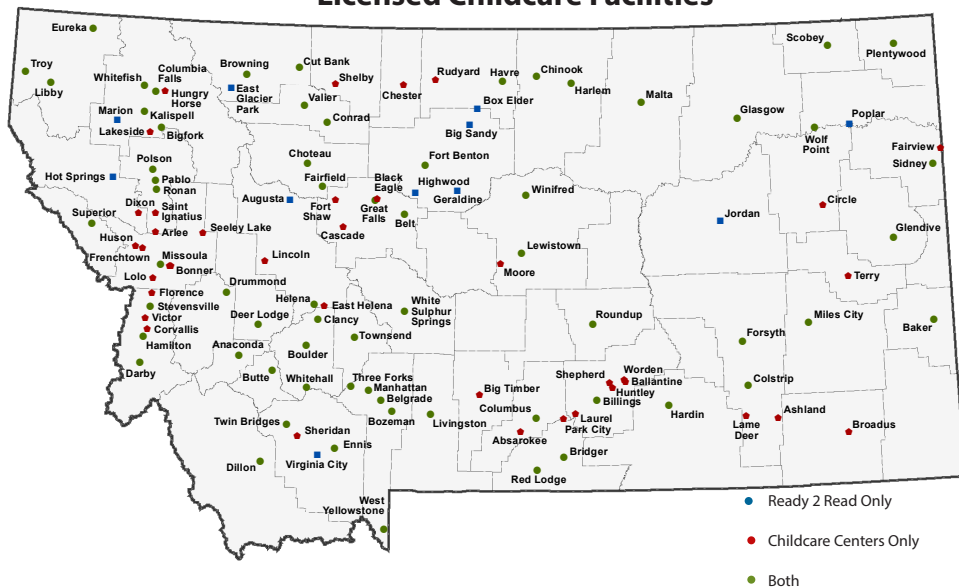 Licensed Childcare Facilities
Eureka
Scobey
Plentywood
Troy
Libby
Whitefish
Columbia
Falls
Hungry
Horse
Browning
Cut Bank
Shelby
Rudyard
Chester
Havre
Chinook
Harlem
Malta
East
Glacier
Park
Valier
Conrad
Box Elder
Big Sandy
Glasgow
Poplar
Wolf
Point
Fairview
Sidney
Marion
Kalispell
Lakeside
Bigfork
Polson
Pablo
Ronan
Hot Springs
Choteau
Fairfield
Fort Benton
Black
Eagle
Highwood
Geraldine
Winifred
Augusta
Fort
Shaw
Great
Falls
Belt
Cascade
Jordan
Circle
Glendive
Dixon
Saint
Ignatius
Superior
Arlee
Seeley Lake
Huson
Frenchtown
Missoula
Bonner
Lolo
Lincoln
Lewistown
Moore
Terry
Florence
Stevensville
Victor
Corvallis
Hamilton
Darby
Drummond
Deer Lodge
Helena
East Helena
Clancy
White
Sulphur
Springs
Townsend
Roundup
Miles City
Baker
Forsyth
Anaconda
Boulder
Butte
Whitehall
Three Forks
Manhattan
Belgrade
Bozeman
Livingston
Big Timber
Columbus
Absarokee
Shepherd
Worden
Ballantine
Huntley
Billings
Laurel
Park City
Hardin
Colstrip
Lame
Deer
Ashland
Broadus
Twin Bridges
Sheridan
Ennis
Virginia City
Dillon
Bridger
Red Lodge
West
Yellowstone
Ready 2 Read Only
Childcare Centers Only
Both